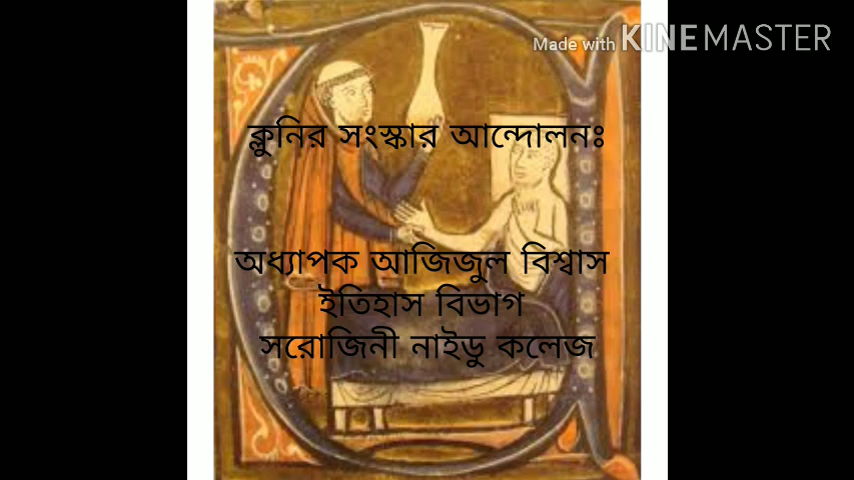 Made with KINEMASTER
ক্লুনির সংস্কার আন্দোলনঃ
অধ্যাপক আজিজুল বিশ্বাস
ইতিহাস বিভাগ
সরোজিনী নাইডু কলেজ